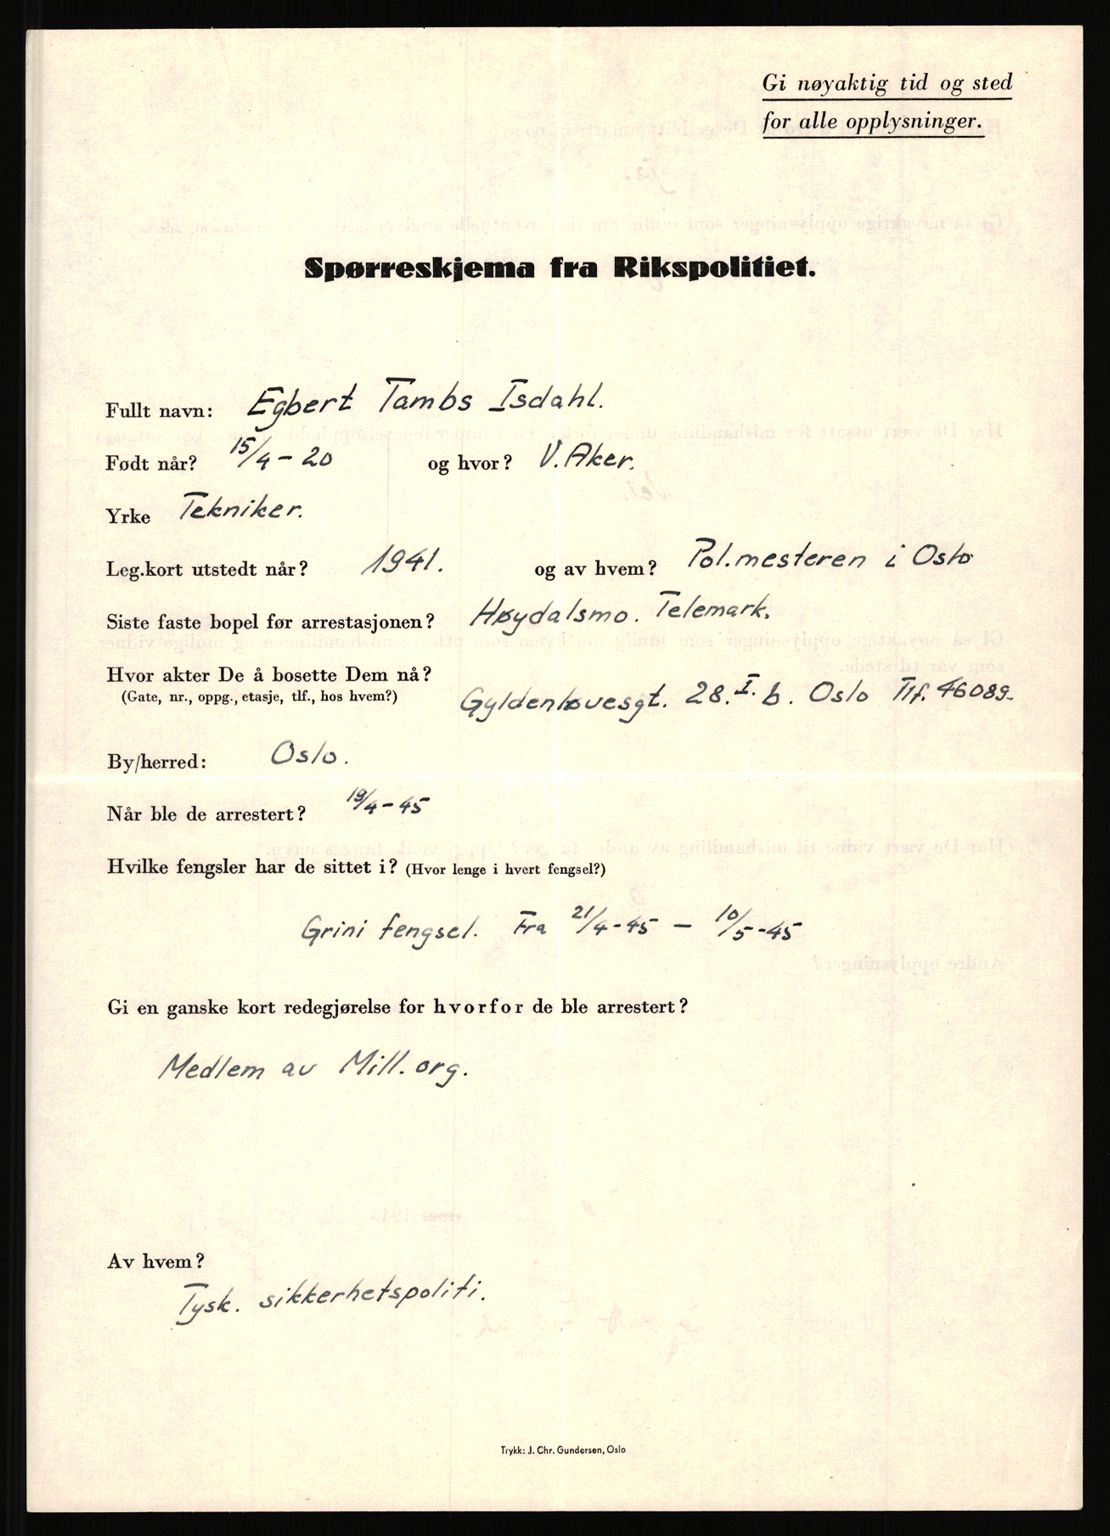 Gi nøyaktig tid og sted
for alle opplysninger.
Spørreskjema fra Rikspolitiet.
Fullt navn: Egbert Tambs Isdahl.
Født når? 15/4-20 og hvor? V. Aker.
Yrke Tekniker.
Leg.kort utstedt når? 1941. og av hvem? Pol.mesteren i Oslo
Siste faste bopel før arrestasjonen? Høydalsmo. Telemark.
Hvor akter De å bosette Dem nå?
(Gate, nr., oppg., etasje, tlf., hos hvem?) Gyldenløvesgt. 28. I. b. Oslo Tlf. 46089
By/herred: Oslo.
Når ble de arrestert? 19/4-45
Hvilke fengsler har de sittet i? (Hvor lenge i hvert fengsel?)
Grini fengsel. Fra 21/4-45 — 10/5-45
Gi en ganske kort redegjørelse for hvorfor de ble arrestert?
Medlem av Mill. org.
Av hvem?
Tysk. sikkerhetspoliti.
Trykk: J. Chr. Gundersen, Oslo